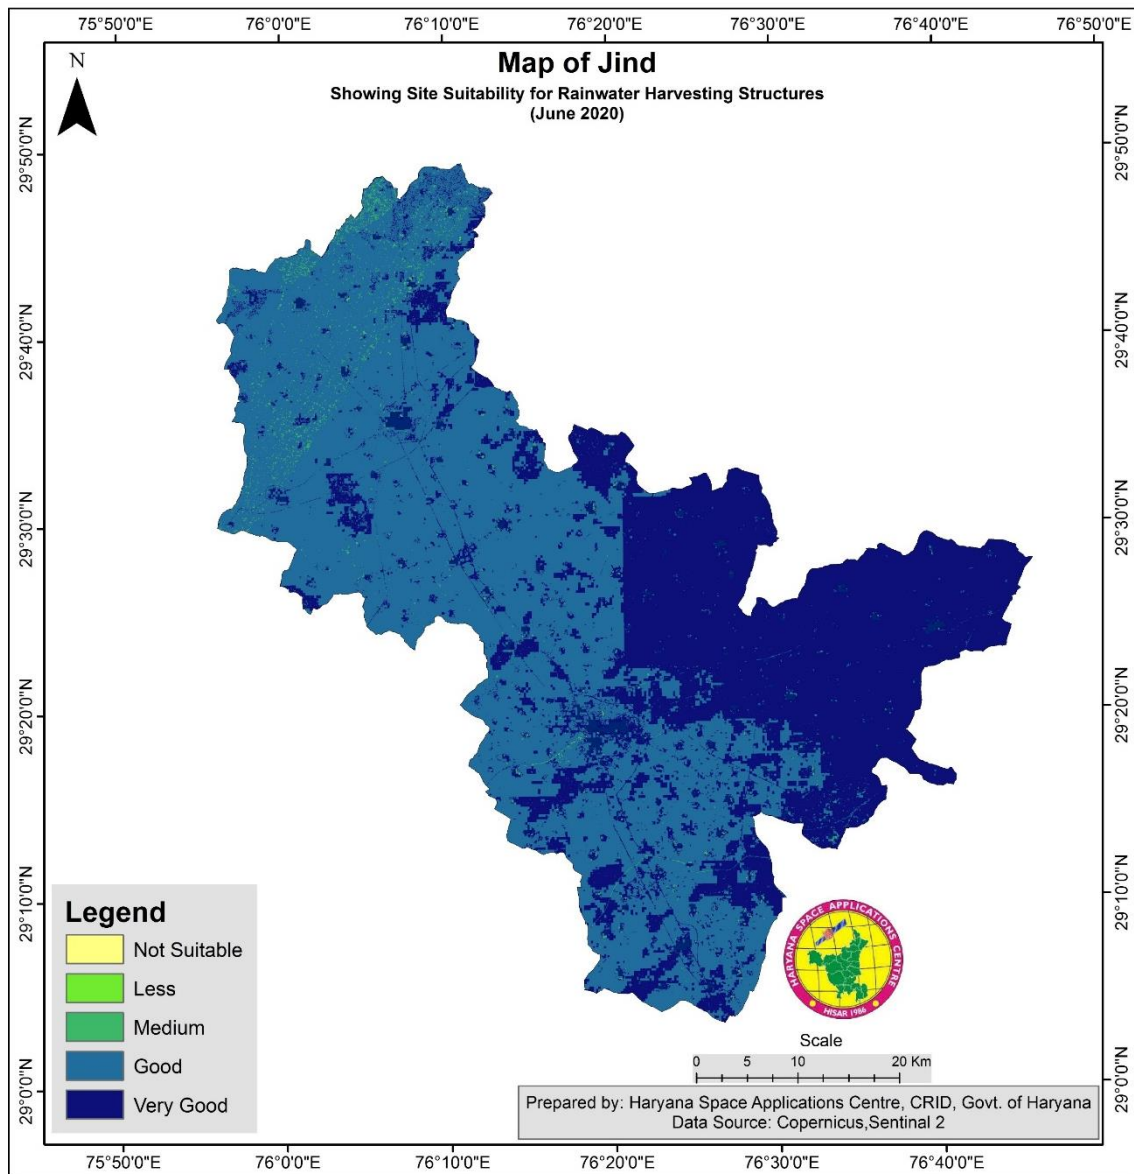 75°50'0"E 76°0'0"E 76°10'0"E 76°20'0"E 76°30'0"E 76°40'0"E 76°50'0"E
N
Map of Jind
Showing Site Suitability for Rainwater Harvesting Structures
(June 2020)
29°50'0"N 29°50'0"N
29°40'0"N 29°40'0"N
29°30'0"N 29°30'0"N
29°20'0"N 29°20'0"N
29°10'0"N 29°10'0"N
29°0'0"N 29°0'0"N
Legend
Not Suitable
Less
Medium
Good
Very Good
HARYANA SPACE APPLICATIONS CENTRE
HISAR 1986
Scale
0 5 10 20 Km
Prepared by: Haryana Space Applications Centre, CRID, Govt. of Haryana
Data Source: Copernicus,Sentinal 2
75°50'0"E 76°0'0"E 76°10'0"E 76°20'0"E 76°30'0"E 76°40'0"E